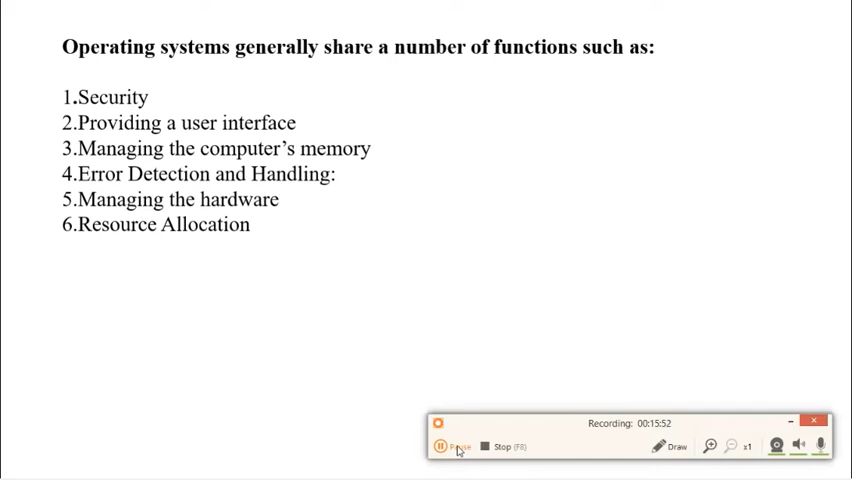 Operating systems generally share a number of functions such as:
1.Security
2.Providing a user interface
3.Managing the computer’s memory
4.Error Detection and Handling:
5.Managing the hardware
6.Resource Allocation
Recording: 00:15:52
Pause Stop (F8) Draw x1